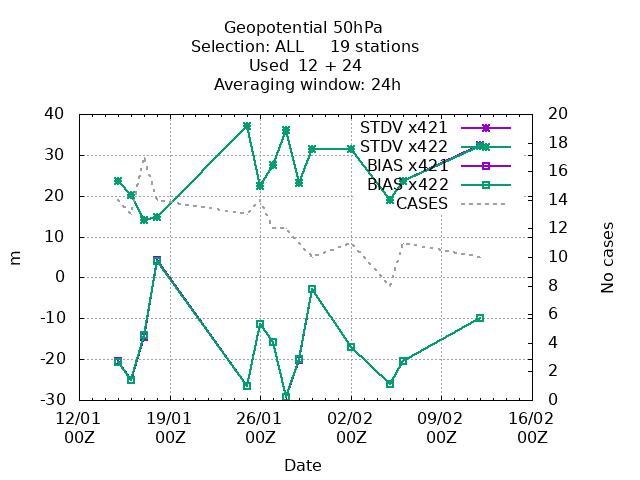 Geopotential 50hPa
Selection: ALL     19 stations
Used  12 + 24
Averaging window: 24h
40
30
20
10
0
-10
-20
-30
m
20
18
16
14
12
10
8
6
4
2
0
No cases
STDV x421
STDV x422
BIAS x421
BIAS x422
CASES
12/01 19/01 26/01 02/02 09/02 16/02
00Z 00Z 00Z 00Z 00Z 00Z
Date